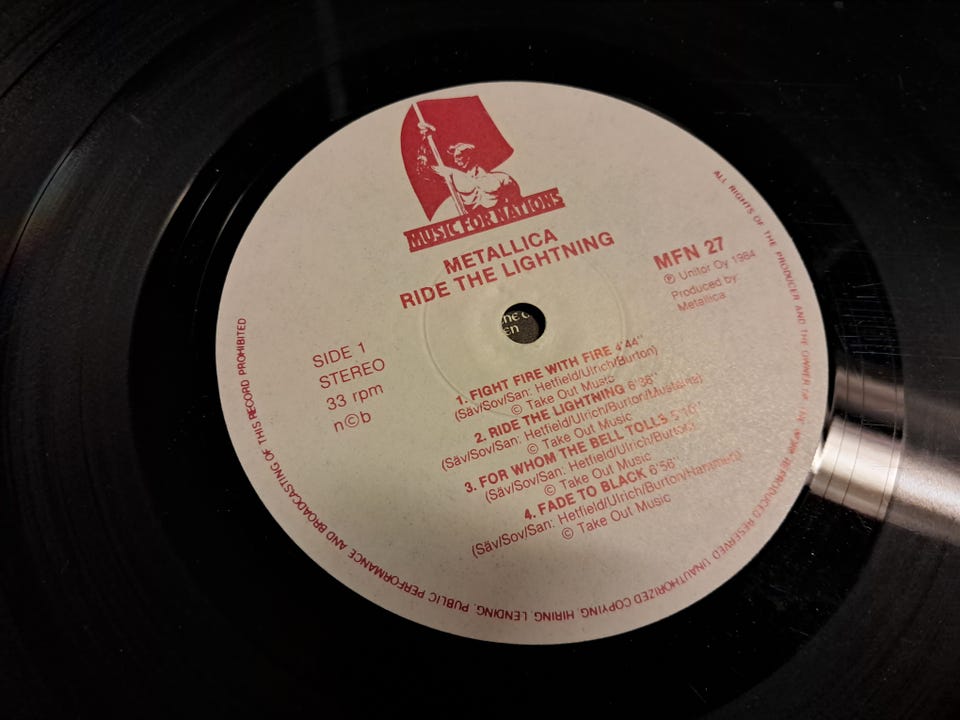 MUSIC FOR NATIONS
METALLICA
RIDE THE LIGHTNING
MFN 27
℗ Unitor Oy 1984
Produced by:
Metallica
SIDE 1
STEREO
33 rpm
n©b
1. FIGHT FIRE WITH FIRE 4'44"
(Säv/Sov/San: Hetfield/Ulrich/Burton)
© Take Out Music
2. RIDE THE LIGHTNING 6'36"
(Säv/Sov/San: Hetfield/Ulrich/Burton/Mustaine)
© Take Out Music
3. FOR WHOM THE BELL TOLLS 5'10"
(Säv/Sov/San: Hetfield/Ulrich/Burton)
© Take Out Music
4. FADE TO BLACK 6'56"
(Säv/Sov/San: Hetfield/Ulrich/Burton/Hammett)
© Take Out Music
ALL RIGHTS OF THE PRODUCER AND THE OWNER OF THE WORK REPRODUCED RESERVED. UNAUTHORIZED COPYING, HIRING, LENDING, PUBLIC PERFORMANCE AND BROADCASTING OF THIS RECORD PROHIBITED